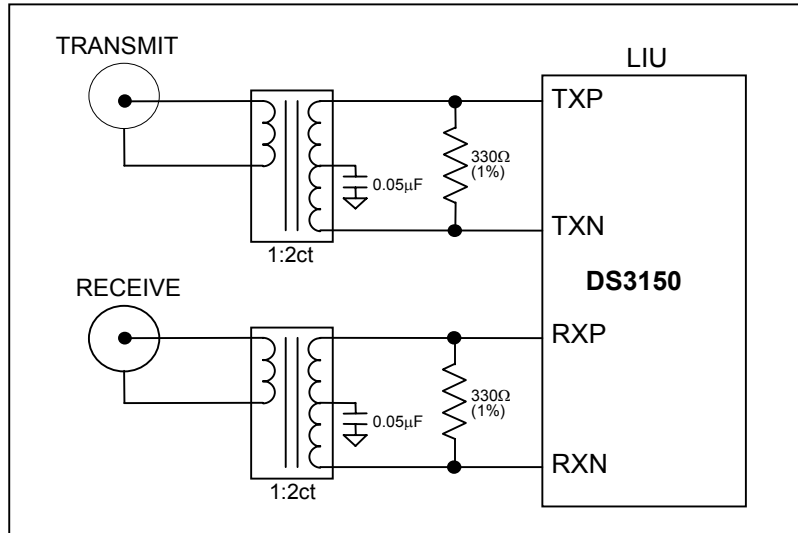 TRANSMIT
LIU
TXP
330Ω
(1%)
0.05µF
TXN
1:2ct
DS3150
RECEIVE
RXP
330Ω
(1%)
0.05µF
RXN
1:2ct